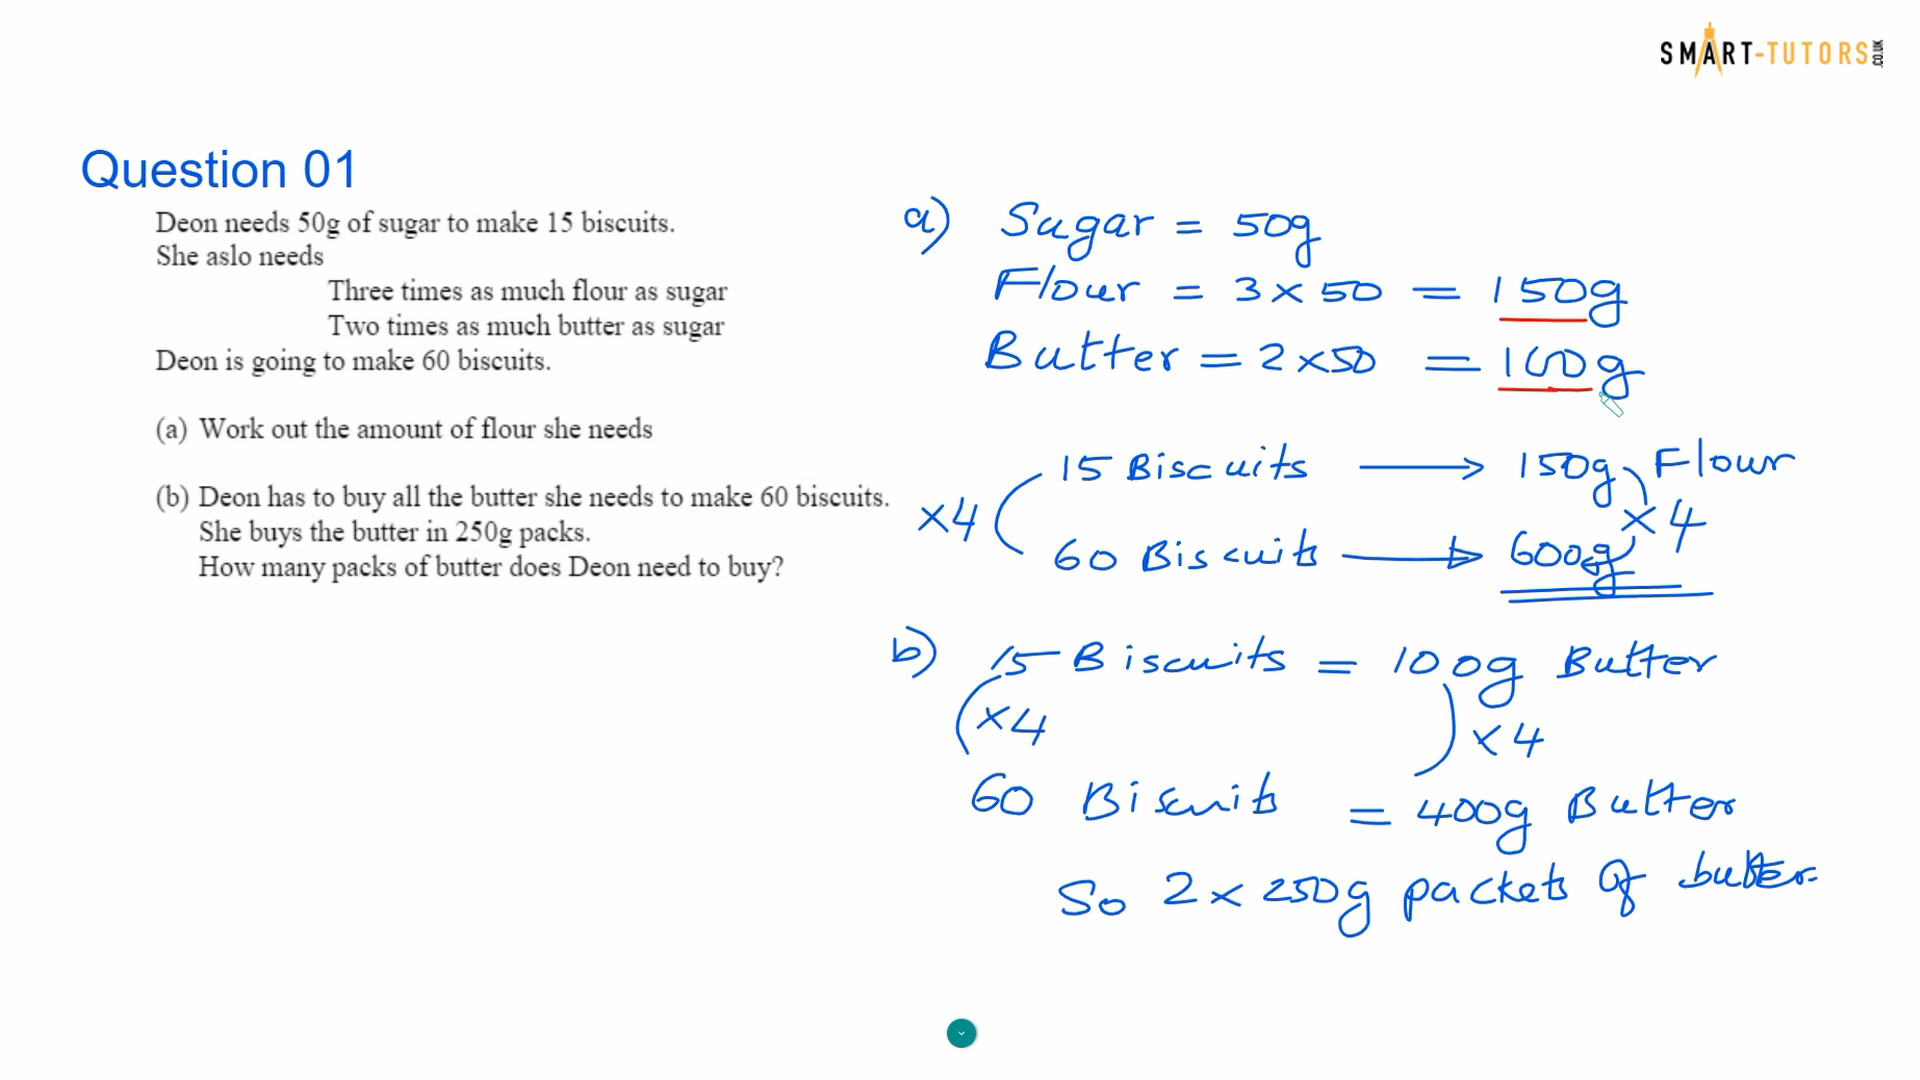 SMART-TUTORS.CO.UK
Question 01
Deon needs 50g of sugar to make 15 biscuits.
She aslo needs
Three times as much flour as sugar
Two times as much butter as sugar
Deon is going to make 60 biscuits.
(a) Work out the amount of flour she needs
(b) Deon has to buy all the butter she needs to make 60 biscuits.
She buys the butter in 250g packs.
How many packs of butter does Deon need to buy?
a) Sugar = 50g
Flour = 3 × 50 = 150g
Butter = 2 × 50 = 100g
15 Biscuits → 150g Flour
×4 ×4
60 Biscuits → 600g
b) 15 Biscuits = 100g Butter
×4 ×4
60 Biscuits = 400g Butter
So 2 × 250g packets of butter.